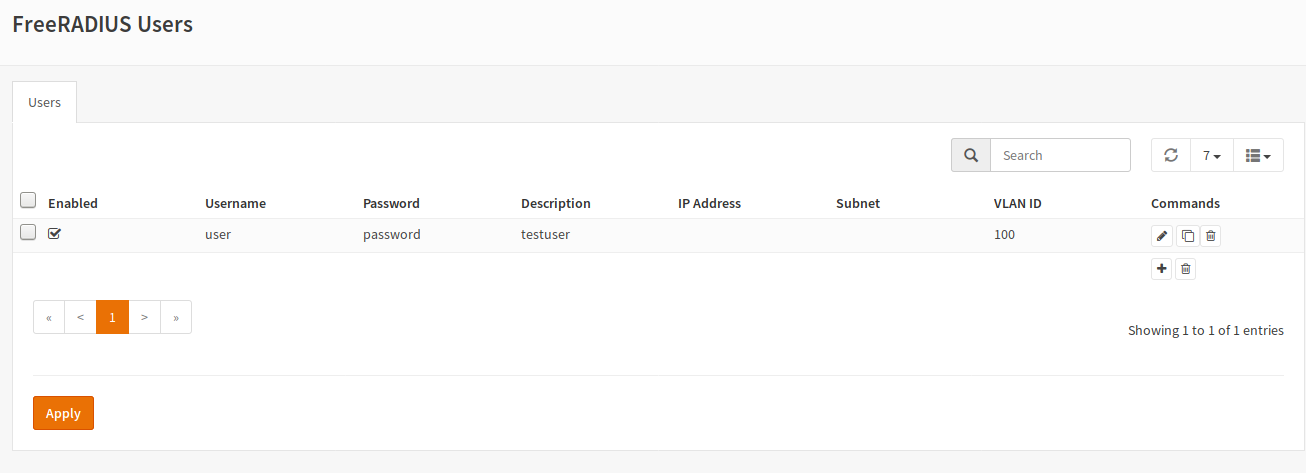 FreeRADIUS Users
Users
Search 7
Enabled Username Password Description IP Address Subnet VLAN ID Commands
user password testuser 100
« < 1 > »
Showing 1 to 1 of 1 entries
Apply